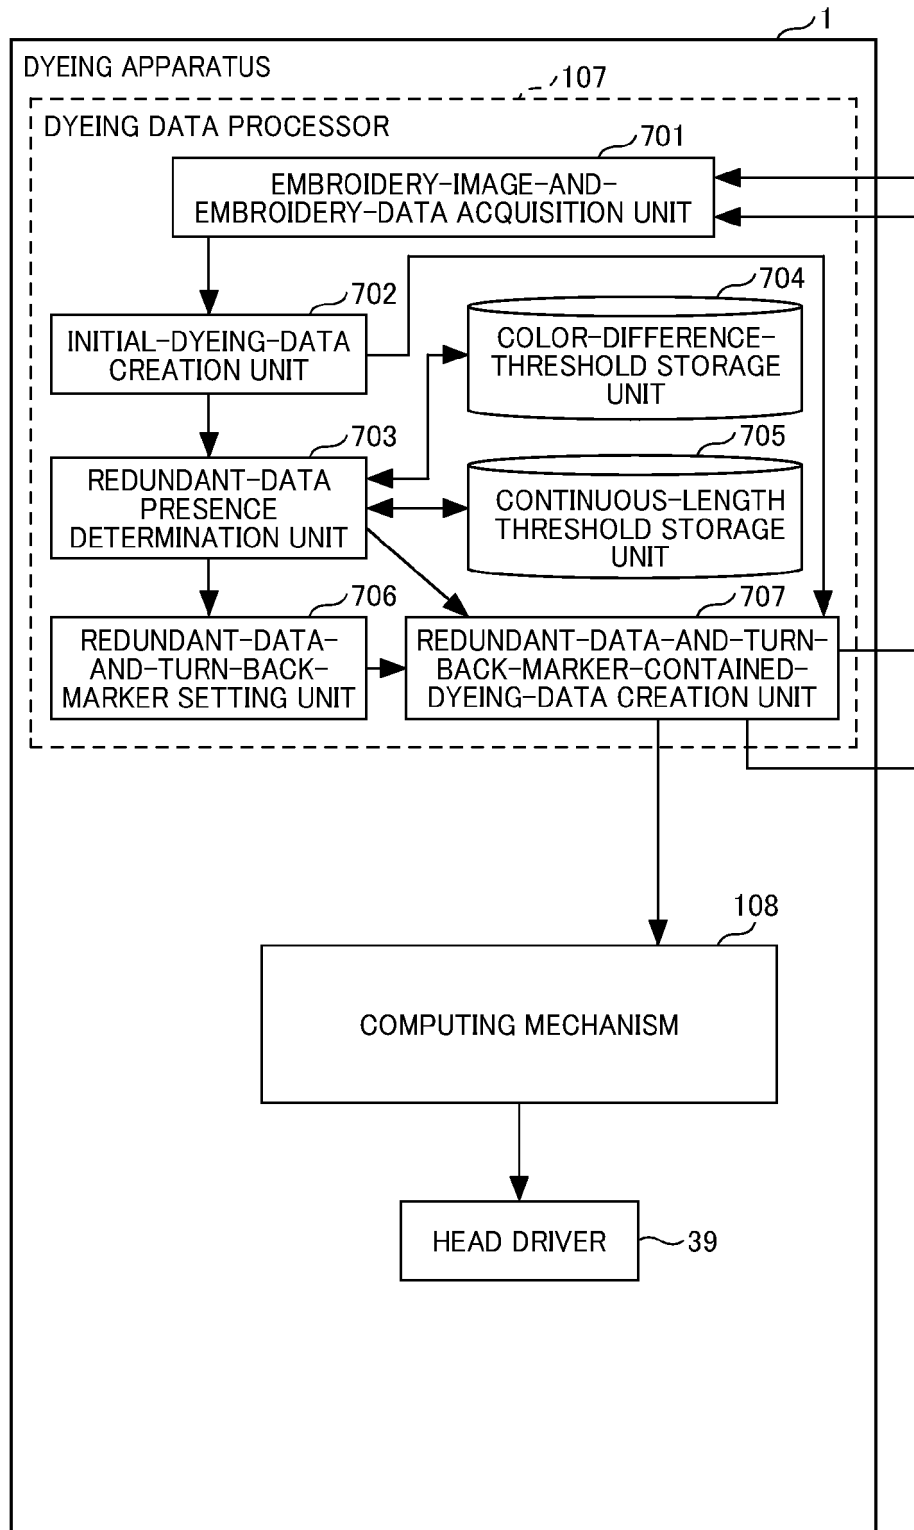 1
DYEING APPARATUS
107
DYEING DATA PROCESSOR
701
EMBROIDERY-IMAGE-AND-
EMBROIDERY-DATA ACQUISITION UNIT
702
INITIAL-DYEING-DATA
CREATION UNIT
704
COLOR-DIFFERENCE-
THRESHOLD STORAGE
UNIT
703
REDUNDANT-DATA
PRESENCE
DETERMINATION UNIT
705
CONTINUOUS-LENGTH
THRESHOLD STORAGE
UNIT
706
REDUNDANT-DATA-
AND-TURN-BACK-
MARKER SETTING UNIT
707
REDUNDANT-DATA-AND-TURN-
BACK-MARKER-CONTAINED-
DYEING-DATA CREATION UNIT
108
COMPUTING MECHANISM
HEAD DRIVER
39